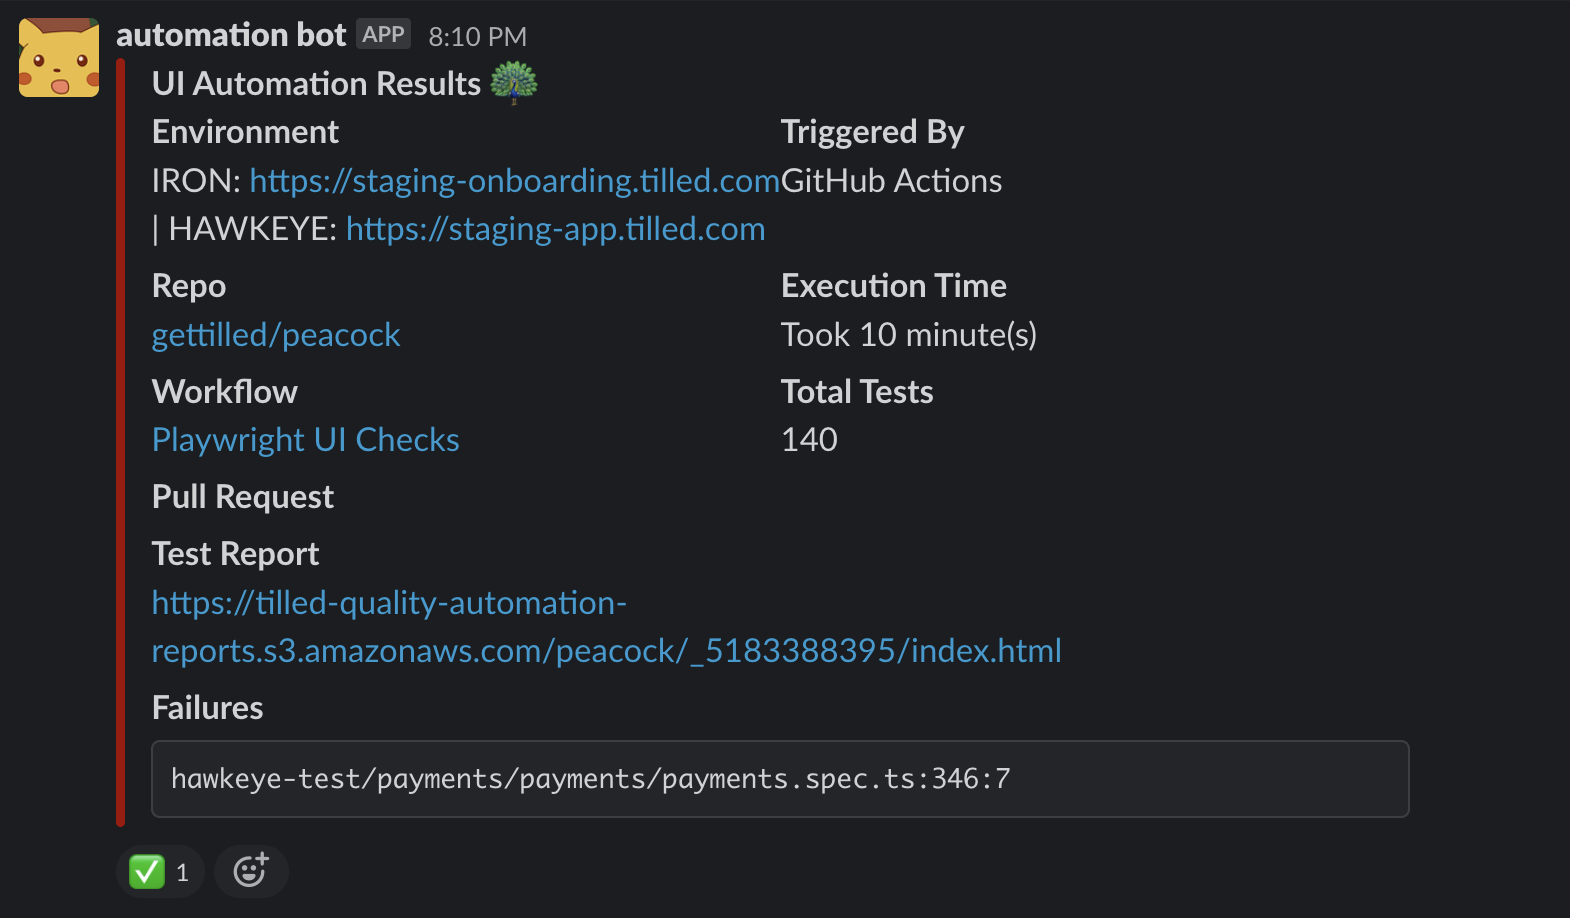 automation bot APP 8:10 PM
UI Automation Results
Environment
IRON: https://staging-onboarding.tilled.com
| HAWKEYE: https://staging-app.tilled.com
Triggered By
GitHub Actions
Repo
gettilled/peacock
Execution Time
Took 10 minute(s)
Workflow
Playwright UI Checks
Total Tests
140
Pull Request
Test Report
https://tilled-quality-automation-
reports.s3.amazonaws.com/peacock/_5183388395/index.html
Failures
hawkeye-test/payments/payments/payments.spec.ts:346:7
1